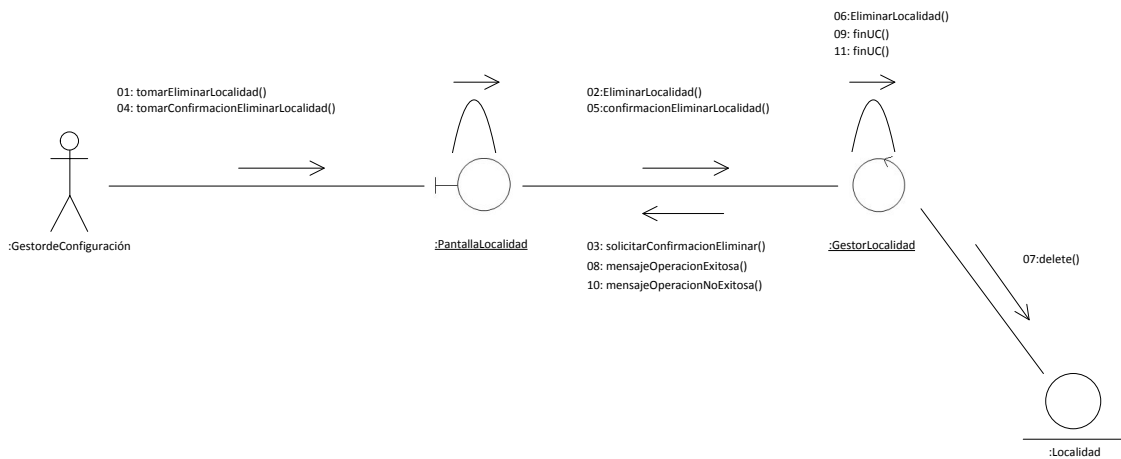 06:EliminarLocalidad()
09: finUC()
11: finUC()
01: tomarEliminarLocalidad()
04: tomarConfirmacionEliminarLocalidad()
02:EliminarLocalidad()
05:confirmacionEliminarLocalidad()
:GestordeConfiguración
:PantallaLocalidad
03: solicitarConfirmacionEliminar()
08: mensajeOperacionExitosa()
10: mensajeOperacionNoExitosa()
:GestorLocalidad
07:delete()
:Localidad